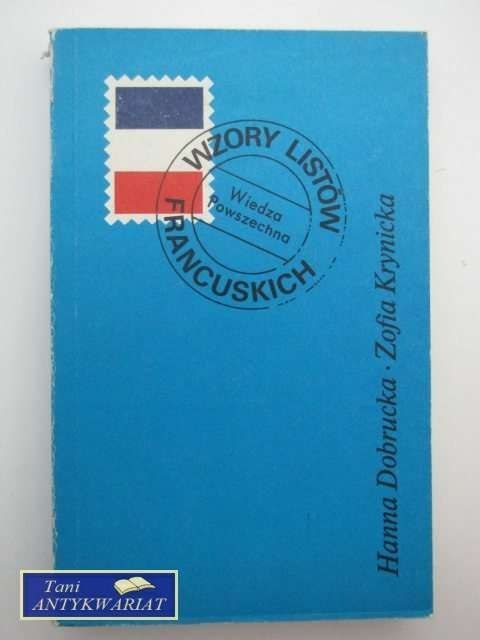 WZORY LISTÓW
FRANCUSKICH
Wiedza
Powszechna
Hanna Dobrucka · Zofia Krynicka
Tani
ANTYKWARIAT